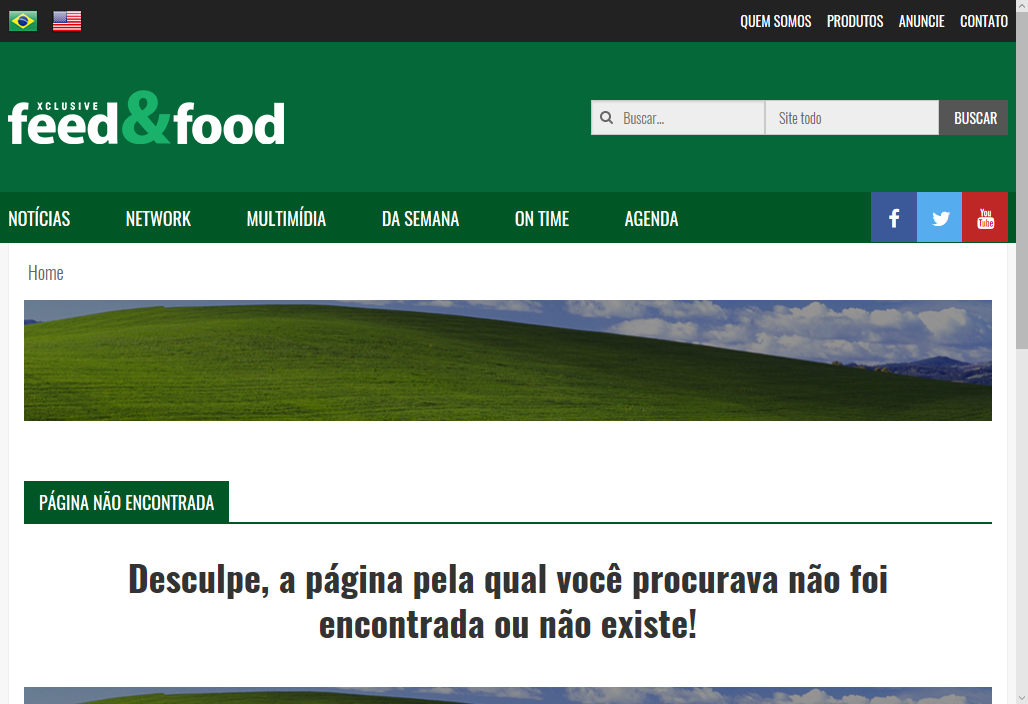 QUEM SOMOS PRODUTOS ANUNCIE CONTATO
XCLUSIVE
feed&food
Buscar... Site todo BUSCAR
NOTÍCIAS NETWORK MULTIMÍDIA DA SEMANA ON TIME AGENDA
You Tube
Home
PÁGINA NÃO ENCONTRADA
Desculpe, a página pela qual você procurava não foi
encontrada ou não existe!